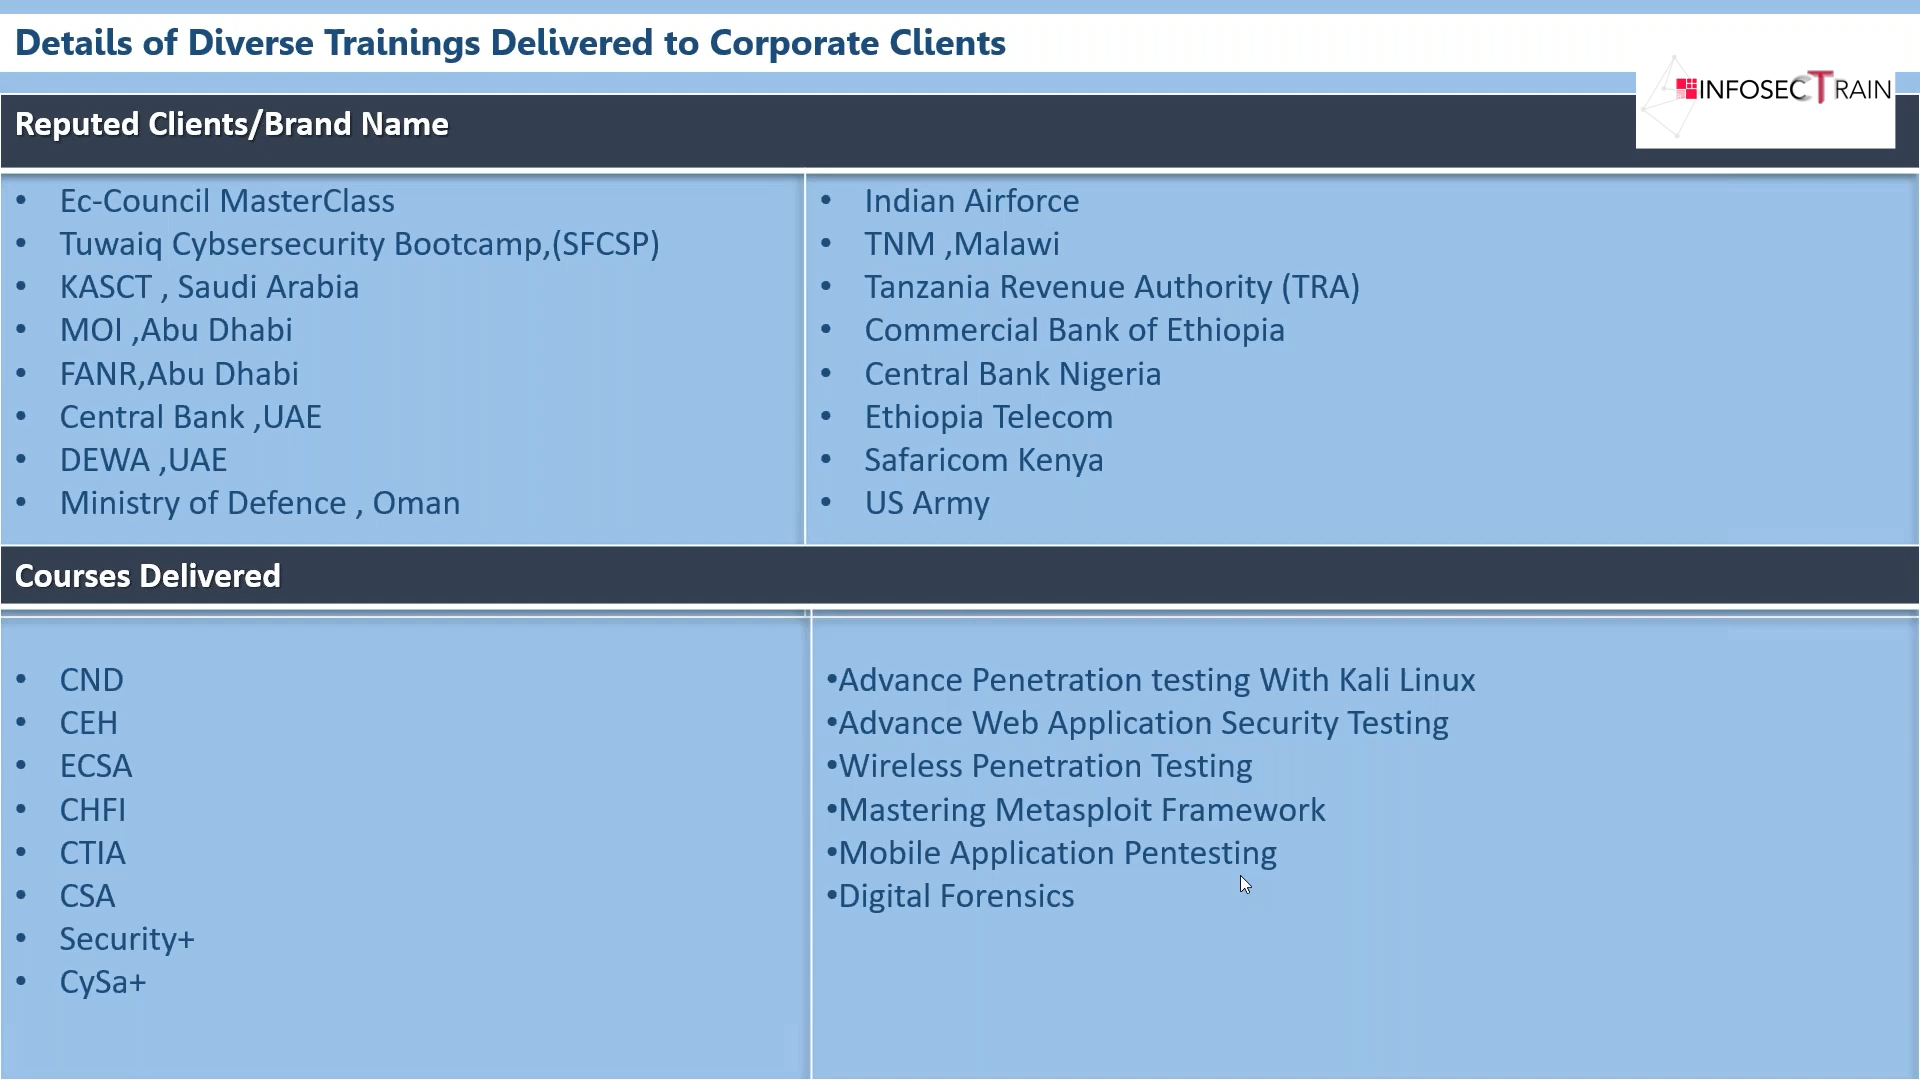 Details of Diverse Trainings Delivered to Corporate Clients
INFOSECTRAIN
Reputed Clients/Brand Name
• Ec-Council MasterClass
• Tuwaiq Cybsersecurity Bootcamp,(SFCSP)
• KASCT , Saudi Arabia
• MOI ,Abu Dhabi
• FANR,Abu Dhabi
• Central Bank ,UAE
• DEWA ,UAE
• Ministry of Defence , Oman
• Indian Airforce
• TNM ,Malawi
• Tanzania Revenue Authority (TRA)
• Commercial Bank of Ethiopia
• Central Bank Nigeria
• Ethiopia Telecom
• Safaricom Kenya
• US Army
Courses Delivered
• CND
• CEH
• ECSA
• CHFI
• CTIA
• CSA
• Security+
• CySa+
•Advance Penetration testing With Kali Linux
•Advance Web Application Security Testing
•Wireless Penetration Testing
•Mastering Metasploit Framework
•Mobile Application Pentesting
•Digital Forensics